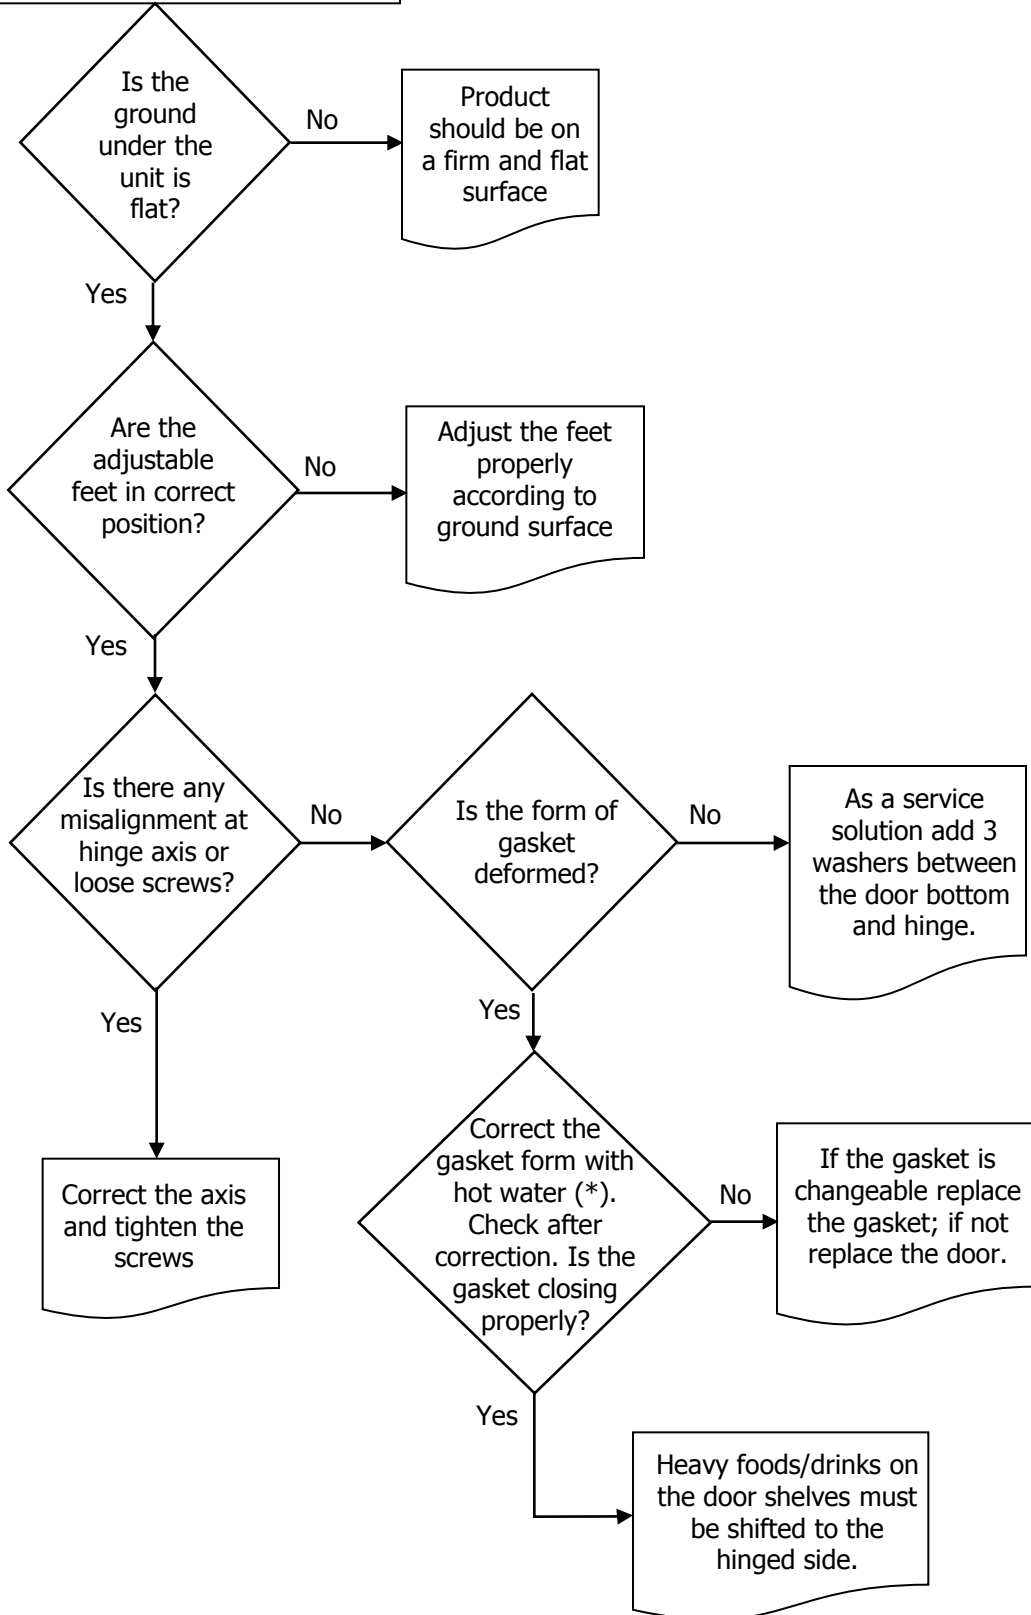 Is the
ground
under the
unit is
flat?
No
Product
should be on
a firm and flat
surface
Yes
Are the
adjustable
feet in correct
position?
No
Adjust the feet
properly
according to
ground surface
Yes
Is there any
misalignment at
hinge axis or
loose screws?
No
Is the form of
gasket
deformed?
No
As a service
solution add 3
washers between
the door bottom
and hinge.
Yes
Correct the axis
and tighten the
screws
Yes
Correct the
gasket form with
hot water (*).
Check after
correction. Is the
gasket closing
properly?
No
If the gasket is
changeable replace
the gasket; if not
replace the door.
Yes
Heavy foods/drinks on
the door shelves must
be shifted to the
hinged side.